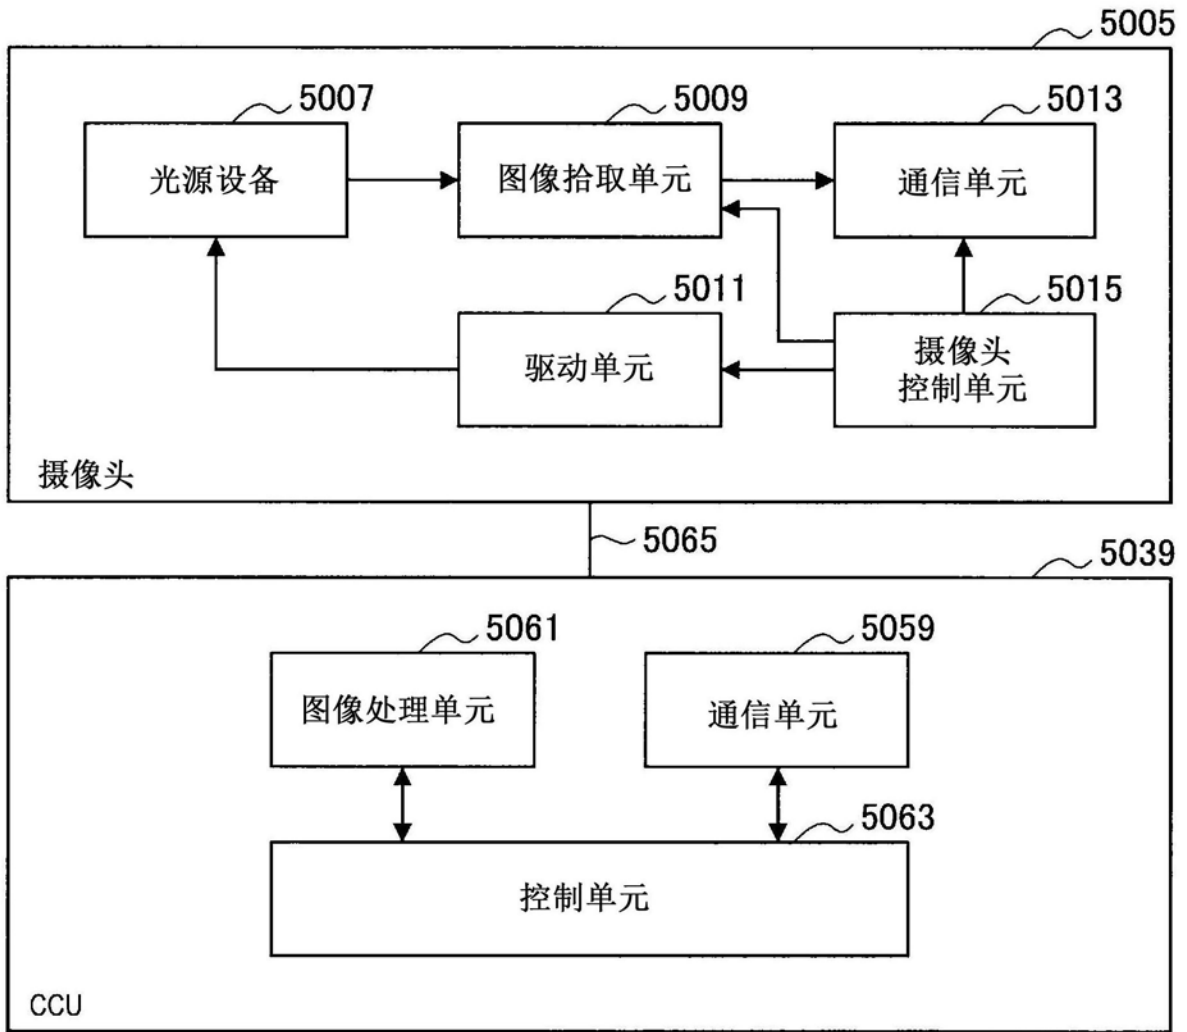 5005
5007
5009
5013
光源设备
图像拾取单元
通信单元
5011
5015
驱动单元
摄像头
控制单元
摄像头
5065
5039
5061
5059
图像处理单元
通信单元
5063
控制单元
CCU